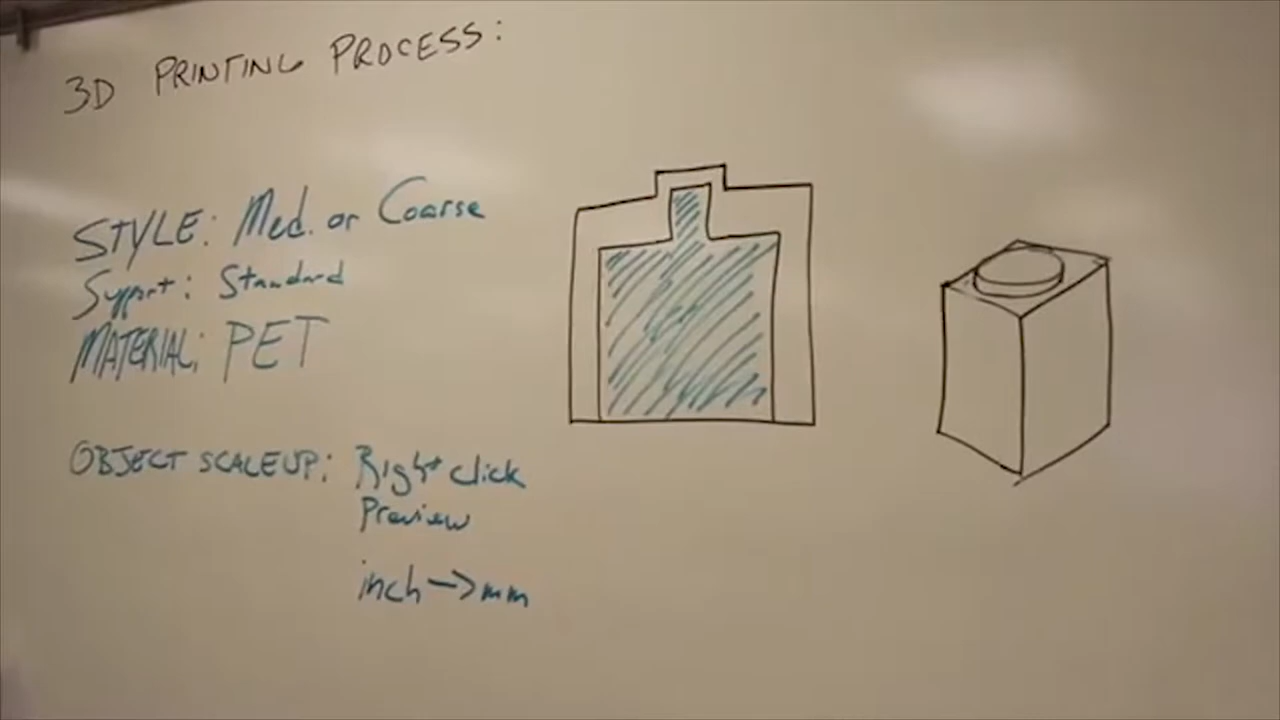 3D PRINTING PROCESS:
STYLE: Med. or Coarse
Support: Standard
MATERIAL: PET
OBJECT SCALEUP: Right click
Preview
inch → mm